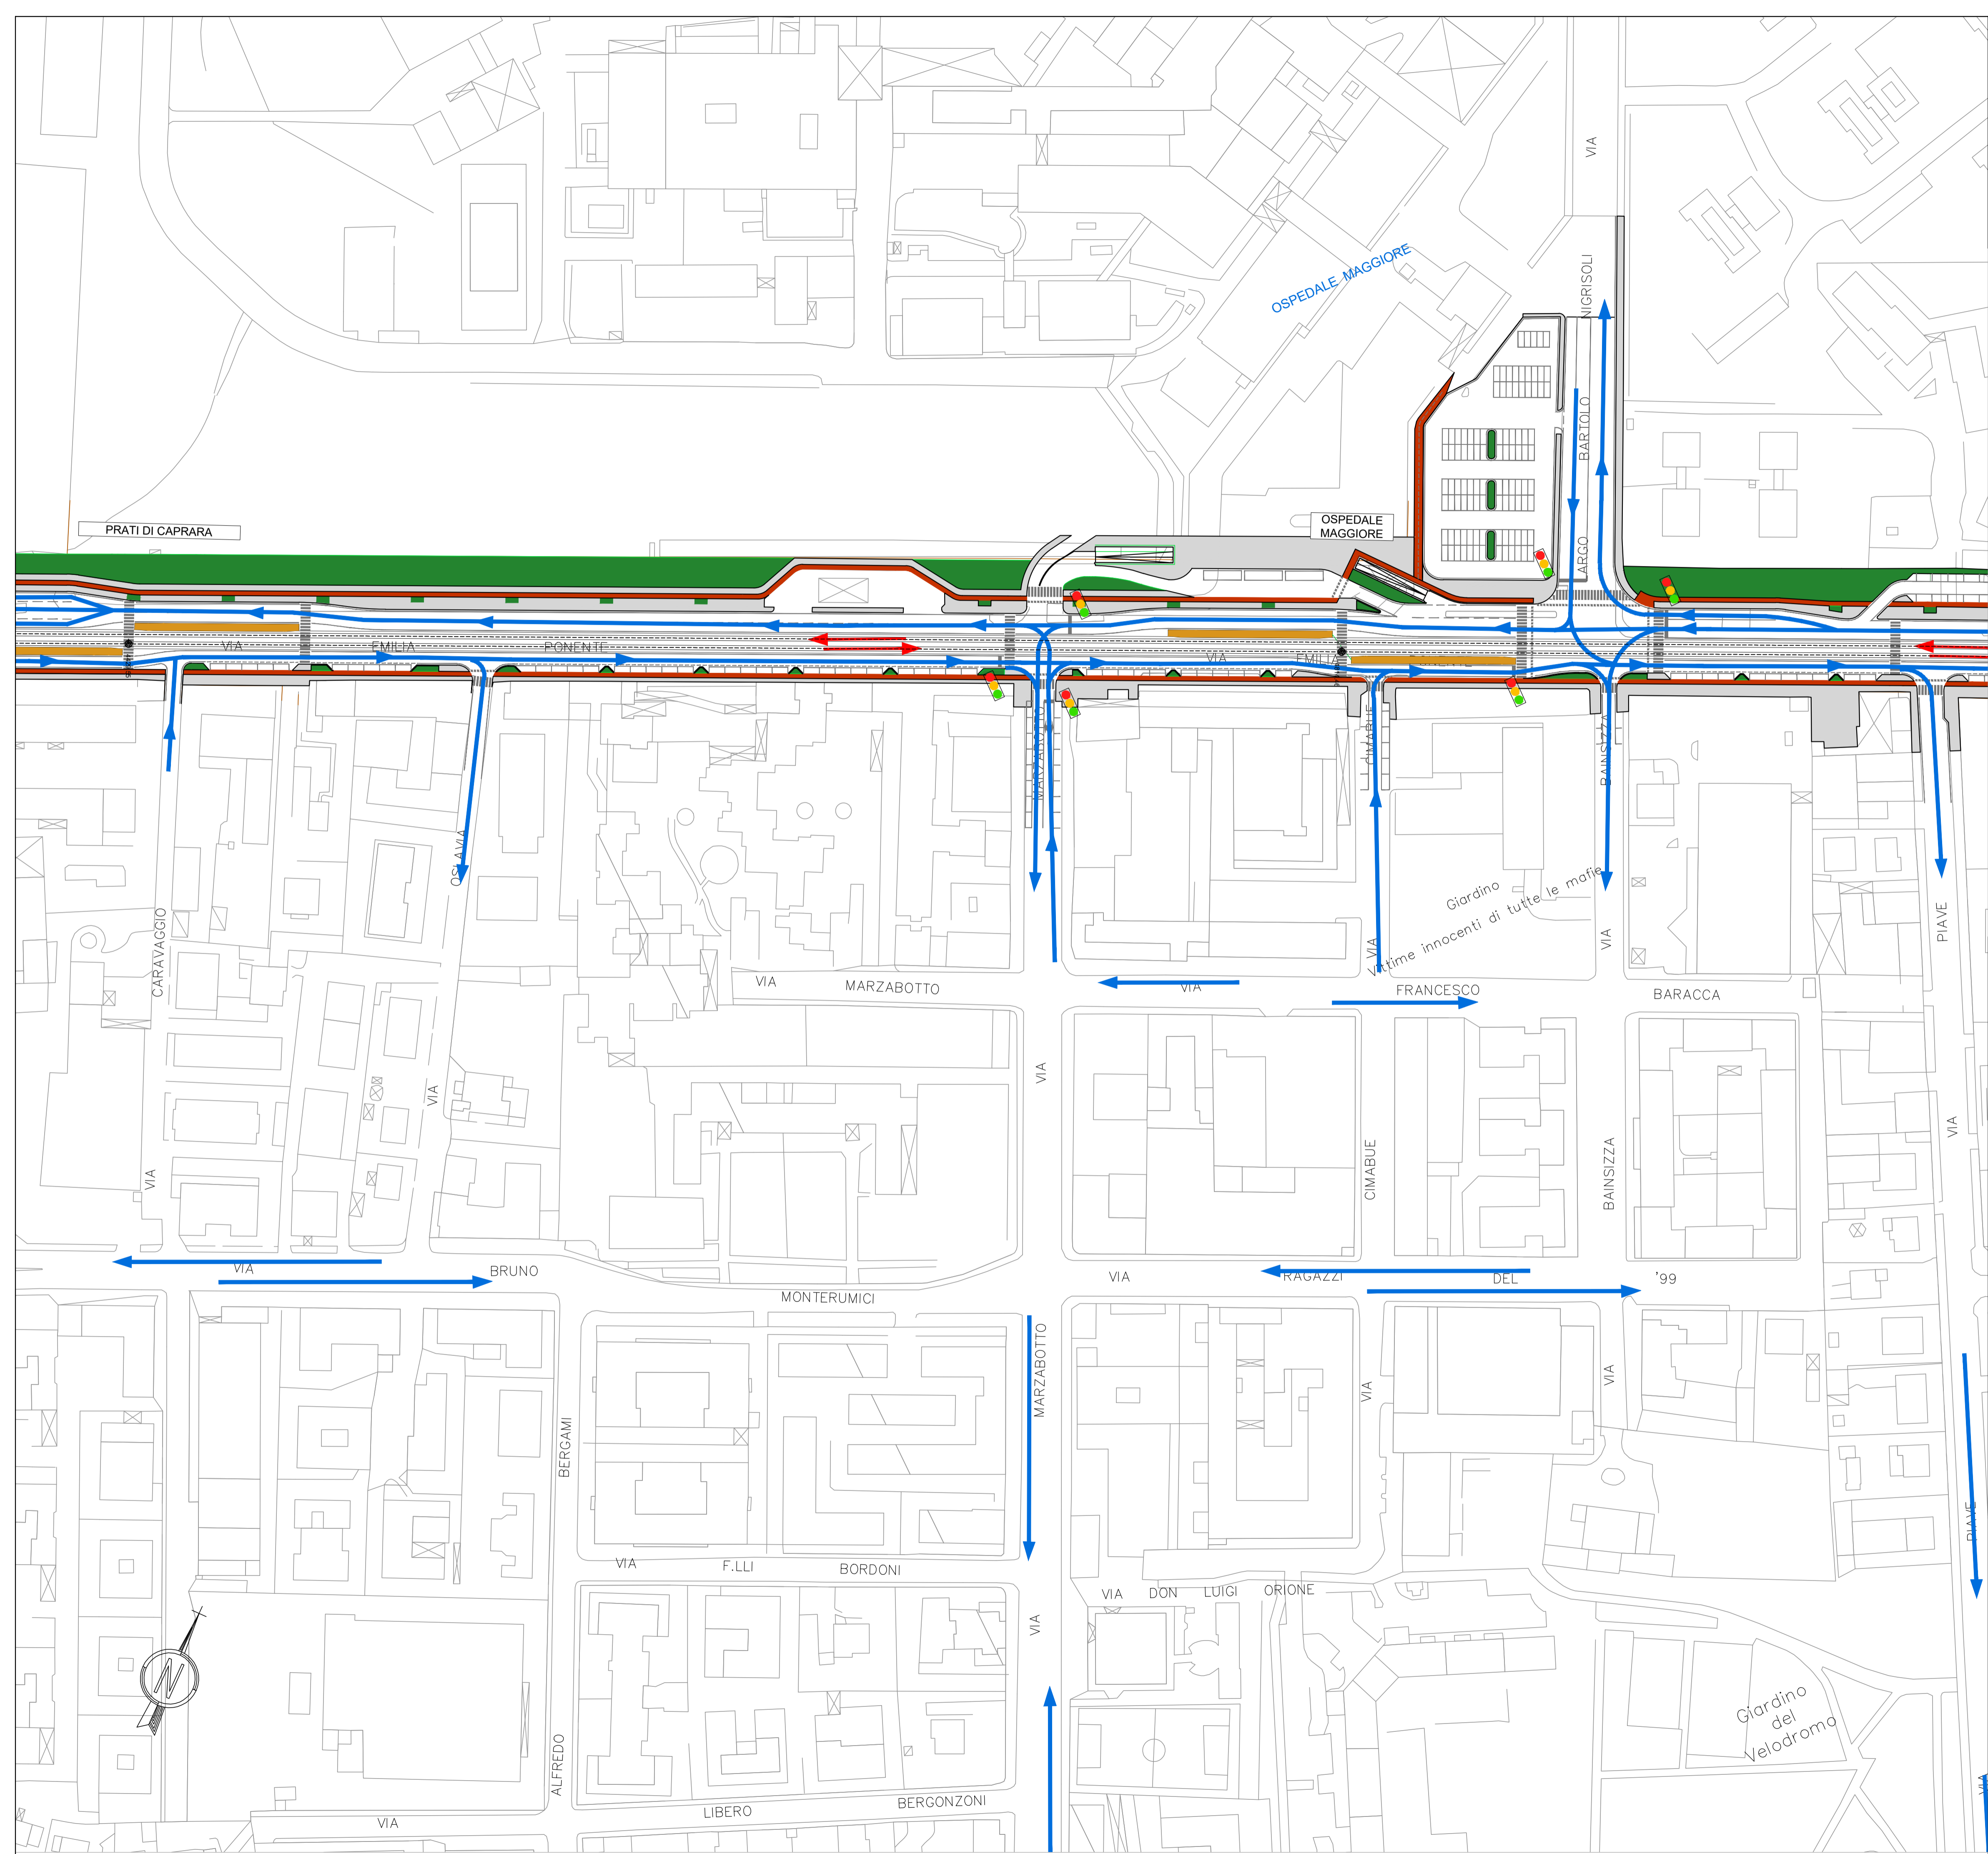 VIA
NIGRISOLI
OSPEDALE MAGGIORE
BARTOLO
ARGO
PRATI DI CAPRARA
OSPEDALE
MAGGIORE
VIA
EMILIA
PONENTE
VIA
EMILIA
MARZABOTTO
CIMABUE
BAINSIZZA
OSLAVIA
CARAVAGGIO
Giardino
Vittime innocenti di tutte le mafie
VIA
VIA
PIAVE
VIA
MARZABOTTO
VIA
FRANCESCO
BARACCA
VIA
VIA
VIA
VIA
CIMABUE
BAINSIZZA
VIA
BRUNO
MONTERUMICI
VIA
RAGAZZI
DEL
'99
MARZABOTTO
VIA
VIA
BERGAMI
PIAVE
VIA
F.LLI
BORDONI
VIA
DON
LUIGI
ORIONE
VIA
N
Giardino
del
Velodromo
ALFREDO
VIA
VIA
LIBERO
BERGONZONI